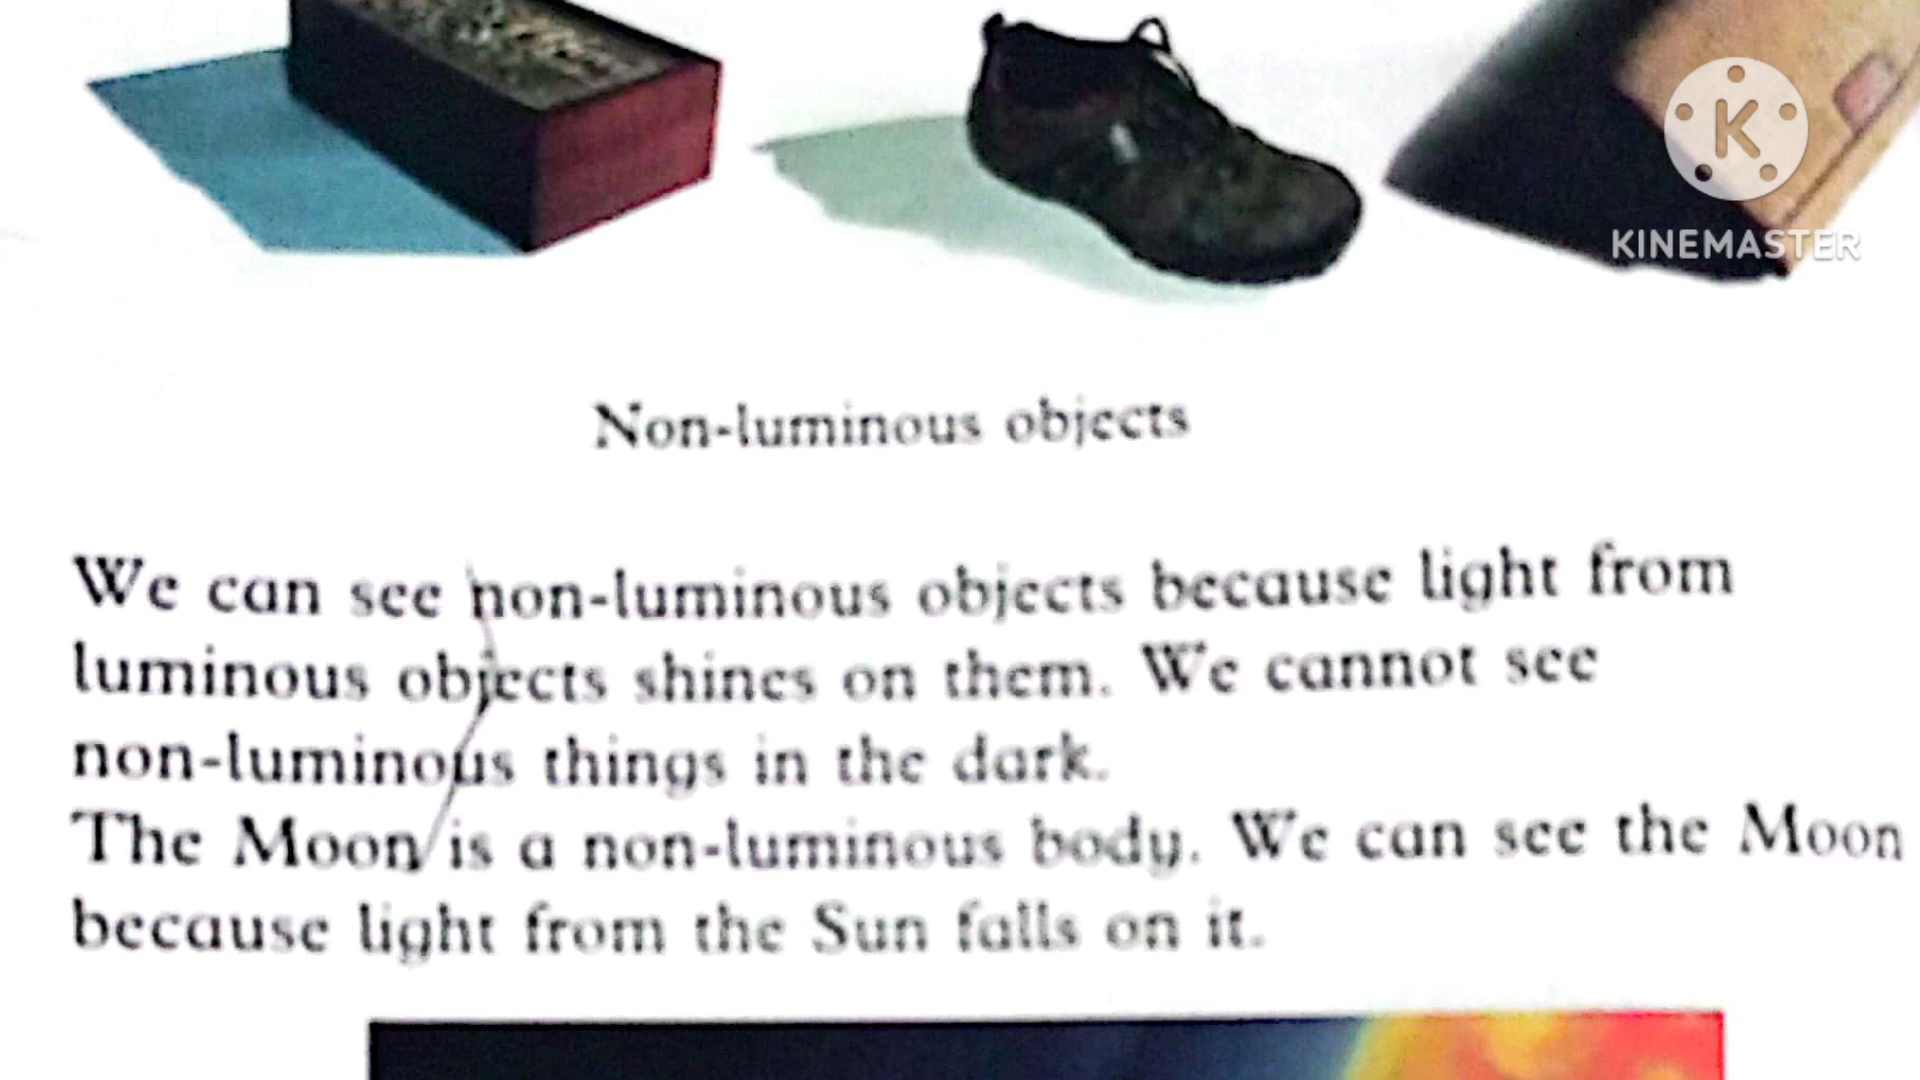 K
KINEMASTER
Non-luminous objects
We can see non-luminous objects because light from
luminous objects shines on them. We cannot see
non-luminous things in the dark.
The Moon is a non-luminous body. We can see the Moon
because light from the Sun falls on it.